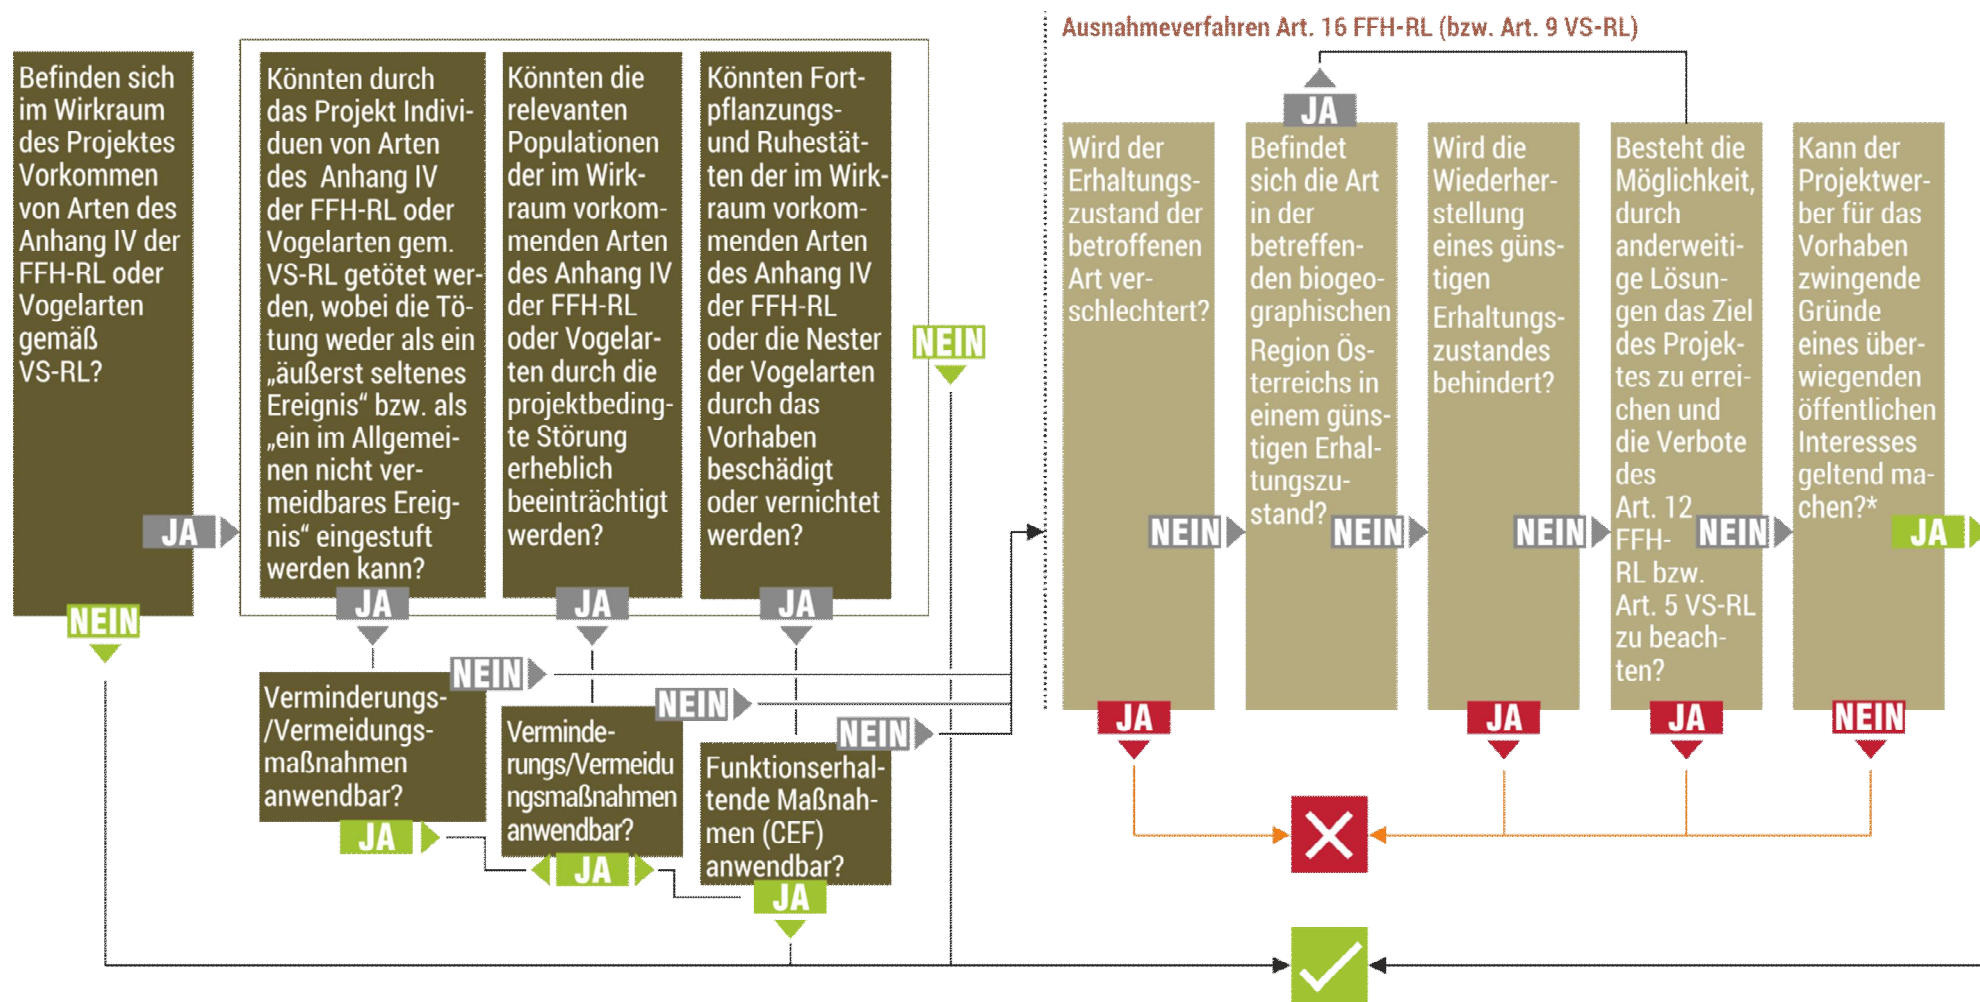 Ausnahmeverfahren Art. 16 FFH-RL (bzw. Art. 9 VS-RL)
Befinden sich
im Wirkraum
des Projektes
Vorkommen
von Arten des
Anhang IV der
FFH-RL oder
Vogelarten
gemäß
VS-RL?
JA
NEIN
Könnten durch
das Projekt Indivi-
duen von Arten
des Anhang IV
der FFH-RL oder
Vogelarten gem.
VS-RL getötet wer-
den, wobei die Tö-
tung weder als ein
„äußerst seltenes
Ereignis“ bzw. als
„ein im Allgemei-
nen nicht ver-
meidbares Ereig-
nis“ eingestuft
werden kann?
JA
Könnten die
relevanten
Populationen
der im Wirk-
raum vorkom-
menden Arten
des Anhang IV
der FFH-RL
oder Vogelar-
ten durch die
projektbeding-
te Störung
erheblich
beeinträchtigt
werden?
JA
Könnten Fort-
pflanzungs-
und Ruhestät-
ten der im Wirk-
raum vorkom-
menden Arten
des Anhang IV
der FFH-RL
oder die Nester
der Vogelarten
durch das
Vorhaben
beschädigt
oder vernichtet
werden?
JA
NEIN
Verminderungs-
/Vermeidungs-
maßnahmen
anwendbar?
NEIN
JA
Verminde-
rungs/Vermeidu
ngsmaßnahmen
anwendbar?
NEIN
JA
Funktionserhal-
tende Maßnah-
men (CEF)
anwendbar?
NEIN
JA
Wird der
Erhaltungs-
zustand der
betroffenen
Art ver-
schlechtert?
NEIN
JA
JA
Befindet
sich die Art
in der
betreffen-
den biogeo-
graphischen
Region Ös-
terreichs in
einem güns-
tigen Erhal-
tungszu-
stand?
NEIN
Wird die
Wiederher-
stellung
eines güns-
tigen
Erhaltungs-
zustandes
behindert?
NEIN
JA
Besteht die
Möglichkeit,
durch
anderweiti-
ge Lösun-
gen das Ziel
des Projek-
tes zu errei-
chen und
die Verbote
des
Art. 12
FFH-
RL bzw.
Art. 5 VS-RL
zu beach-
ten?
NEIN
JA
Kann der
Projektwer-
ber für das
Vorhaben
zwingende
Gründe
eines über-
wiegenden
öffentlichen
Interesses
geltend ma-
chen?*
JA
NEIN